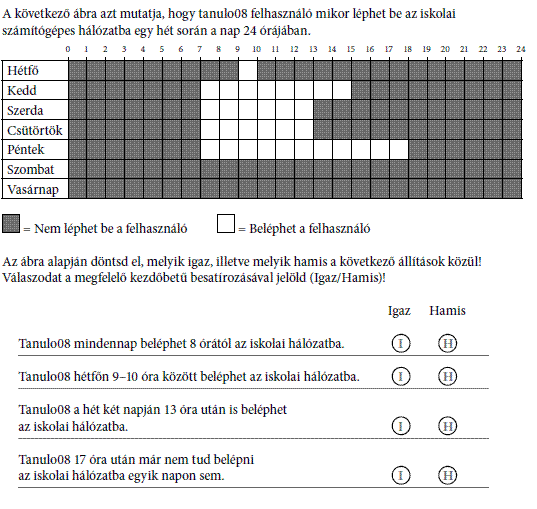 A következő ábra azt mutatja, hogy tanulo08 felhasználó mikor léphet be az iskolai
számítógépes hálózatba egy hét során a nap 24 órájában.
0 1 2 3 4 5 6 7 8 9 10 11 12 13 14 15 16 17 18 19 20 21 22 23 24
Hétfő
Kedd
Szerda
Csütörtök
Péntek
Szombat
Vasárnap
= Nem léphet be a felhasználó = Beléphet a felhasználó
Az ábra alapján döntsd el, melyik igaz, illetve melyik hamis a következő állítások közül!
Válaszodat a megfelelő kezdőbetű besatírozásával jelöld (Igaz/Hamis)!
Igaz Hamis
Tanulo08 mindennap beléphet 8 órától az iskolai hálózatba. I H
Tanulo08 hétfőn 9–10 óra között beléphet az iskolai hálózatba. I H
Tanulo08 a hét két napján 13 óra után is beléphet
az iskolai hálózatba. I H
Tanulo08 17 óra után már nem tud belépni
az iskolai hálózatba egyik napon sem. I H